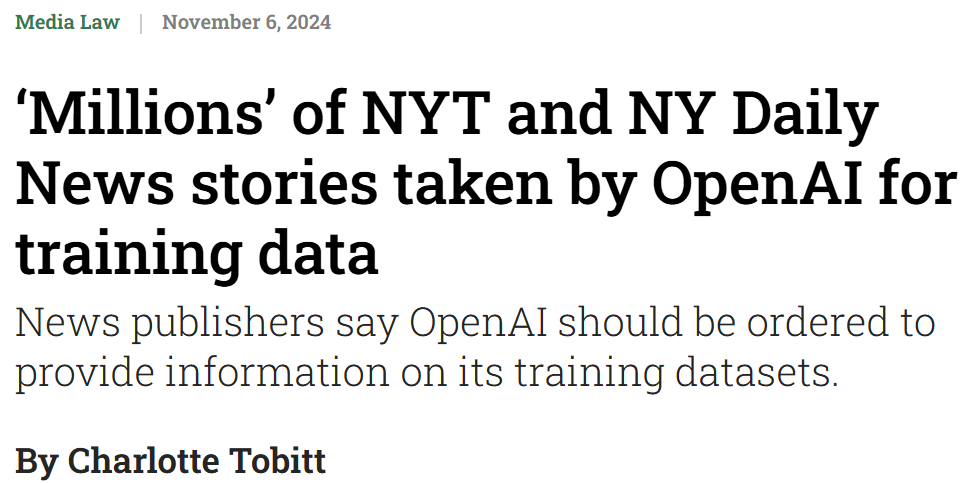 Media Law | November 6, 2024
‘Millions’ of NYT and NY Daily
News stories taken by OpenAI for
training data
News publishers say OpenAI should be ordered to
provide information on its training datasets.
By Charlotte Tobitt